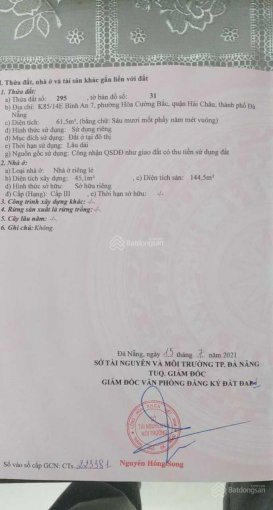 I. Thửa đất, nhà ở và tài sản khác gắn liền với đất
1. Thửa đất:
a) Thửa đất số: 295 , tờ bản đồ số: 31
b) Địa chỉ: K85/14E Bình An 7, phường Hòa Cường Bắc, quận Hải Châu, thành phố Đà
Nẵng
c) Diện tích: 61,5m², (bằng chữ: Sáu mươi mốt phẩy năm mét vuông)
d) Hình thức sử dụng: Sử dụng riêng
đ) Mục đích sử dụng: Đất ở tại đô thị
e) Thời hạn sử dụng: Lâu dài
g) Nguồn gốc sử dụng: Công nhận QSDĐ như giao đất có thu tiền sử dụng đất
2. Nhà ở:
a) Loại nhà ở: Nhà ở riêng lẻ
b) Diện tích xây dựng: 45,1m² , c) Diện tích sàn: 144,5m²
d) Hình thức sở hữu: Sở hữu riêng
đ) Cấp (Hạng): Cấp III , e) Thời hạn sở hữu: -/-
3. Công trình xây dựng khác: -/-
4. Rừng sản xuất là rừng trồng: -/-
5. Cây lâu năm: -/-
6. Ghi chú: Không
Batdongsan
Đà Nẵng, ngày 15 tháng 7 năm 2021
SỞ TÀI NGUYÊN VÀ MÔI TRƯỜNG TP. ĐÀ NẴNG
TUQ. GIÁM ĐỐC
GIÁM ĐỐC VĂN PHÒNG ĐĂNG KÝ ĐẤT ĐAI
SỞ
TÀI NGUYÊN
MÔI TRƯỜNG
Nguyễn Hồng Song
Số vào sổ cấp GCN: CTs
Batdongsan